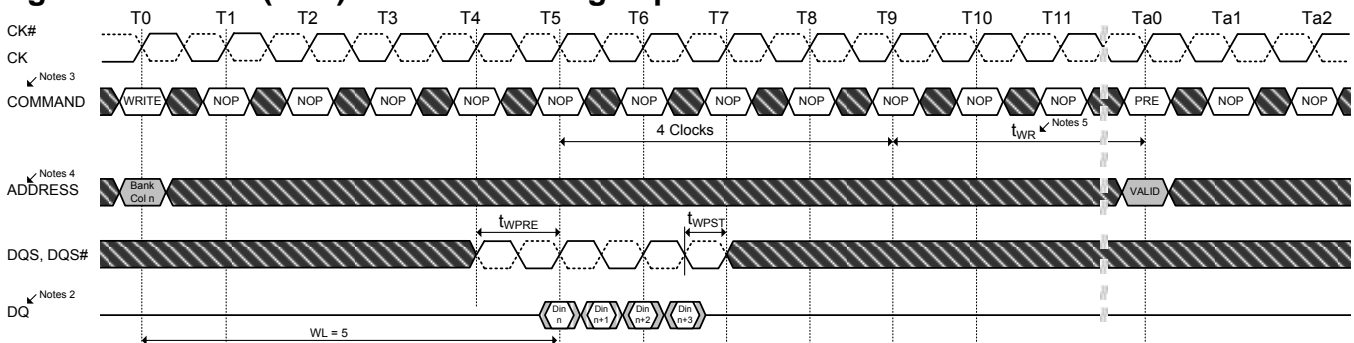 T0 T1 T2 T3 T4 T5 T6 T7 T8 T9 T10 T11 Ta0 Ta1 Ta2
CK#
CK
Notes 3
COMMAND WRITE NOP NOP NOP NOP NOP NOP NOP NOP NOP NOP NOP PRE NOP NOP
4 Clocks tWR Notes 5
Notes 4
ADDRESS Bank Col n VALID
tWPRE tWPST
DQS, DQS#
Notes 2
DQ Din n Din n+1 Din n+2 Din n+3
WL = 5